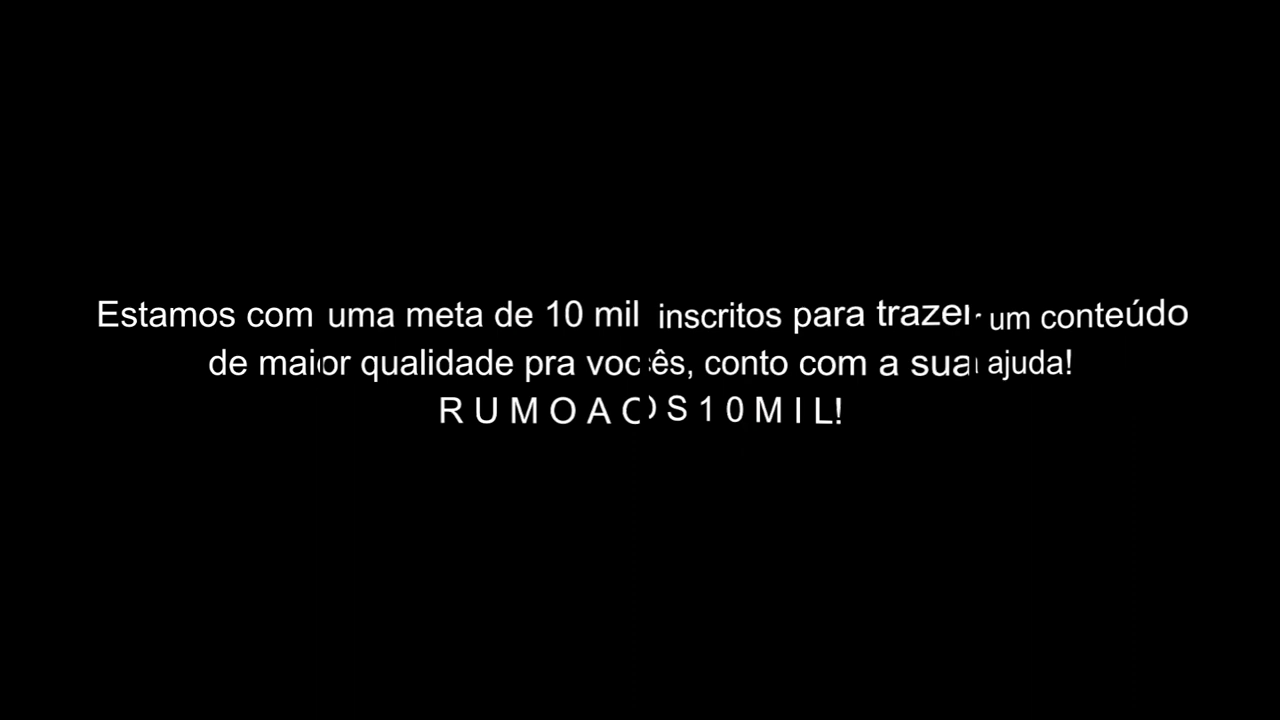 Estamos com uma meta de 10 mil inscritos para trazer um conteúdo
de maior qualidade pra vocês, conto com a sua ajuda!
R U M O A O S 1 0 M I L!